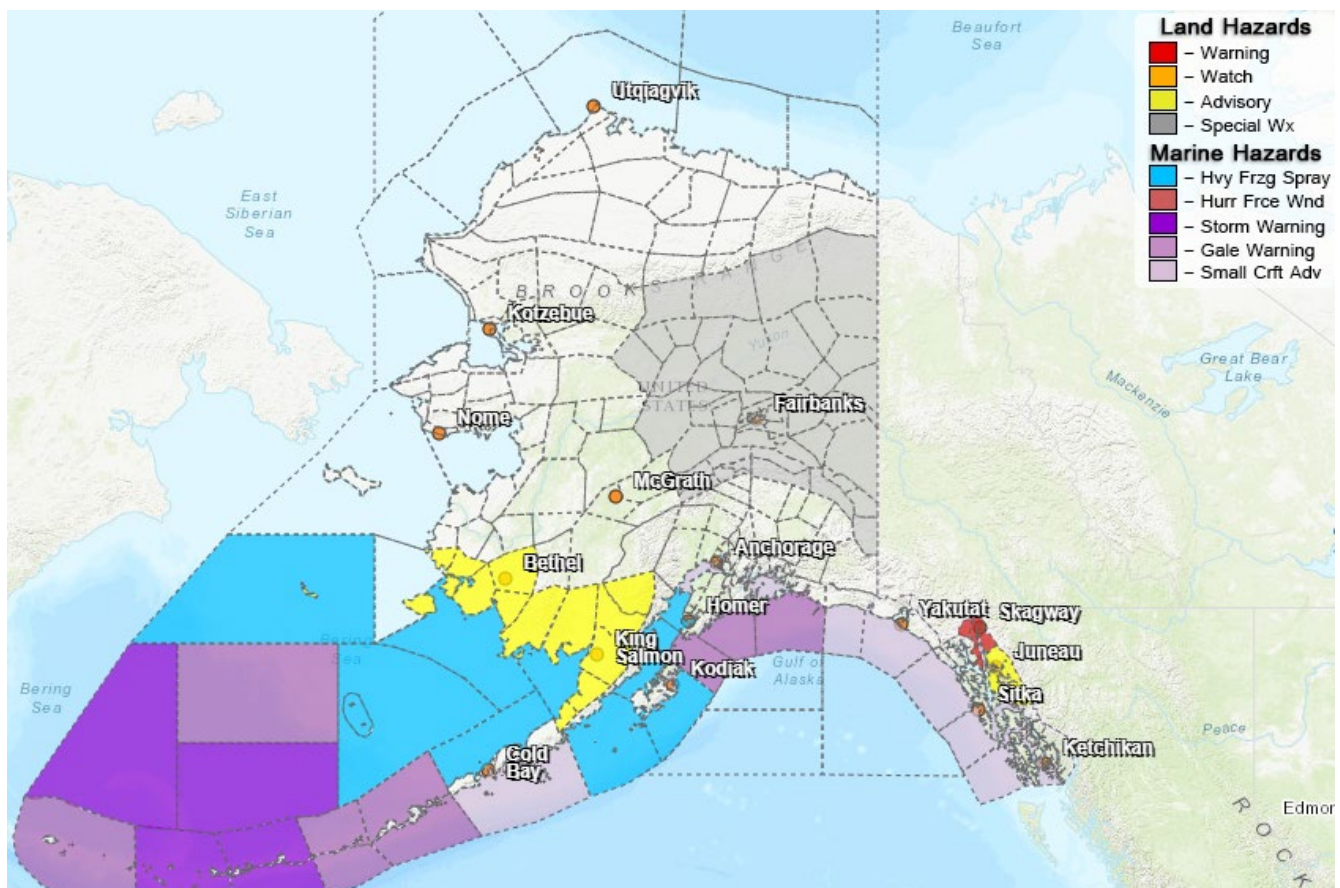 Land Hazards
– Warning
– Watch
– Advisory
– Special Wx
Marine Hazards
– Hvy Frzg Spray
– Hurr Frce Wnd
– Storm Warning
– Gale Warning
– Small Crft Adv
Beaufort
Sea
Utqiagvik
East
Siberian
Sea
BROOKS RANGE
Kotzebue
Yukon
Great Bear
Lake
Mackenzie
UNITED
STATES
Fairbanks
Nome
McGrath
Anchorage
Bethel
Homer
Yakutat
Skagway
Bering
Sea
King
Salmon
Juneau
Kodiak
Gulf of
Alaska
Bering
Sea
Sitka
Peace
Cold
Bay
Ketchikan
Edmor
ROCK